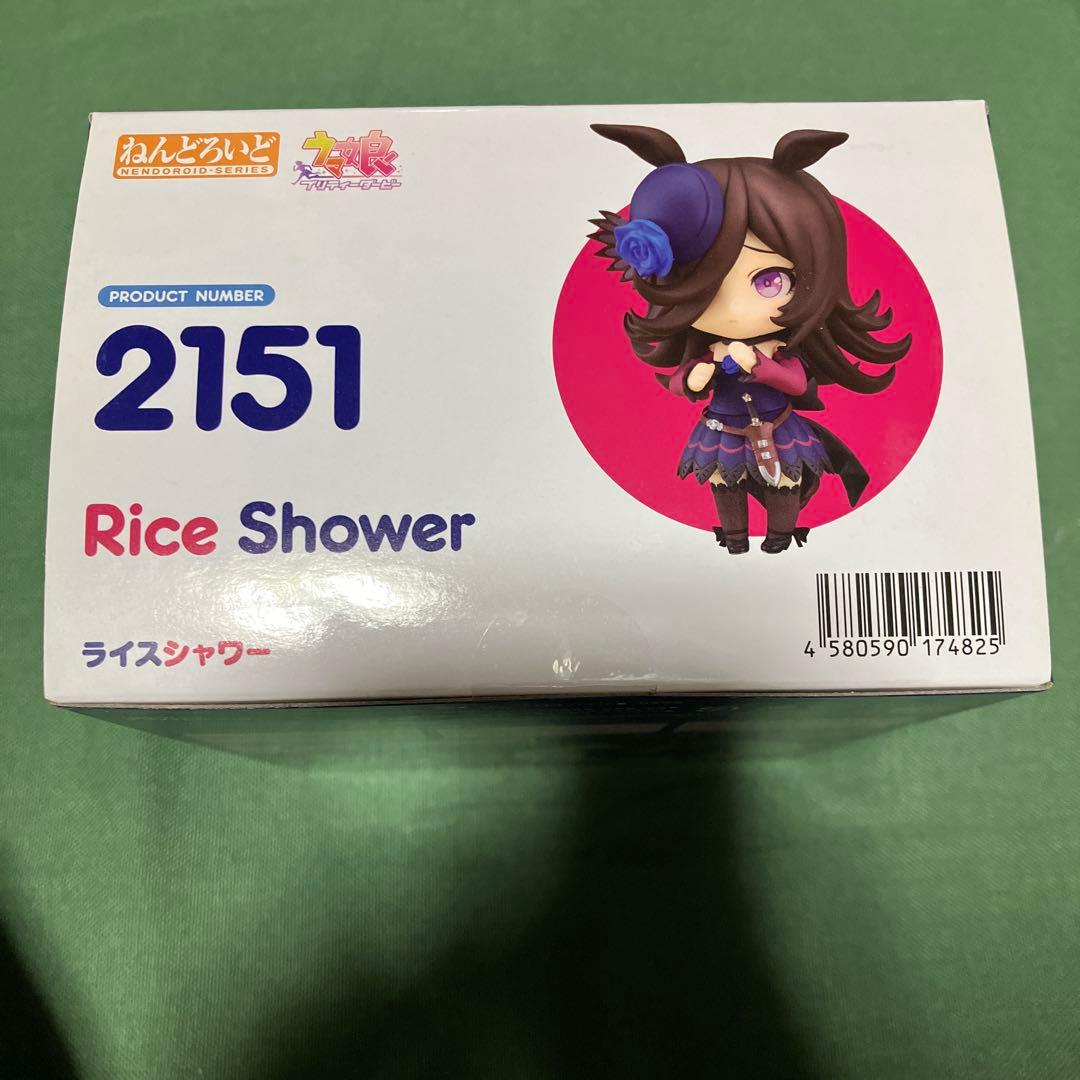 ねんどろいど
NENDOROID-SERIES
ウマ娘
プリティーダービー
PRODUCT NUMBER
2151
Rice Shower
ライスシャワー
4 580590 174825